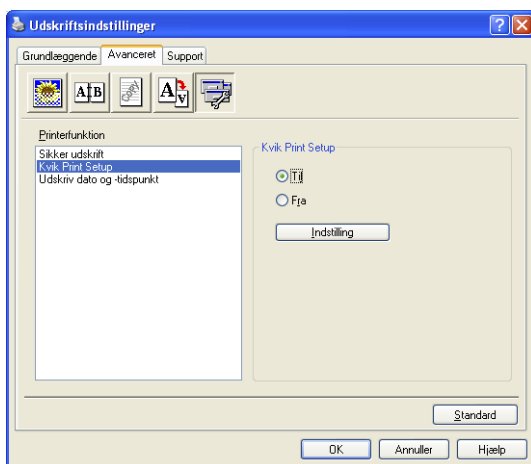 Udskriftsindstillinger
Grundlæggende Avanceret Support
A B
A
v
Printerfunktion
Sikker udskrift
Kvik Print Setup
Udskriv dato og -tidspunkt
Kvik Print Setup
Til
Fra
Indstilling
Standard
OK Annuller Hjælp